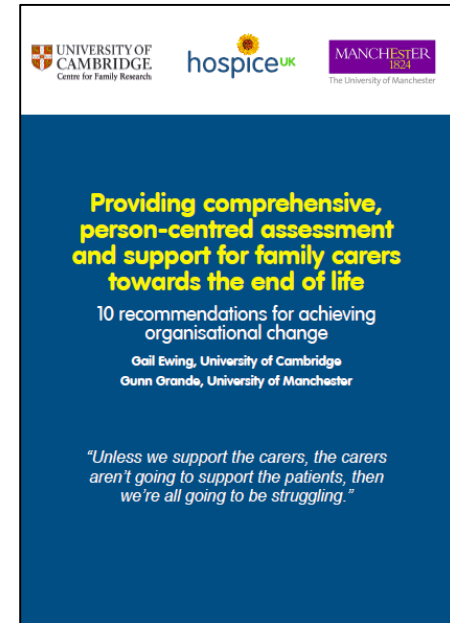 UNIVERSITY OF
CAMBRIDGE
Centre for Family Research
hospice UK
MANCHESTER
1824
The University of Manchester
Providing comprehensive,
person-centred assessment
and support for family carers
towards the end of life
10 recommendations for achieving
organisational change
Gail Ewing, University of Cambridge
Gunn Grande, University of Manchester
“Unless we support the carers, the carers
aren’t going to support the patients, then
we’re all going to be struggling.”